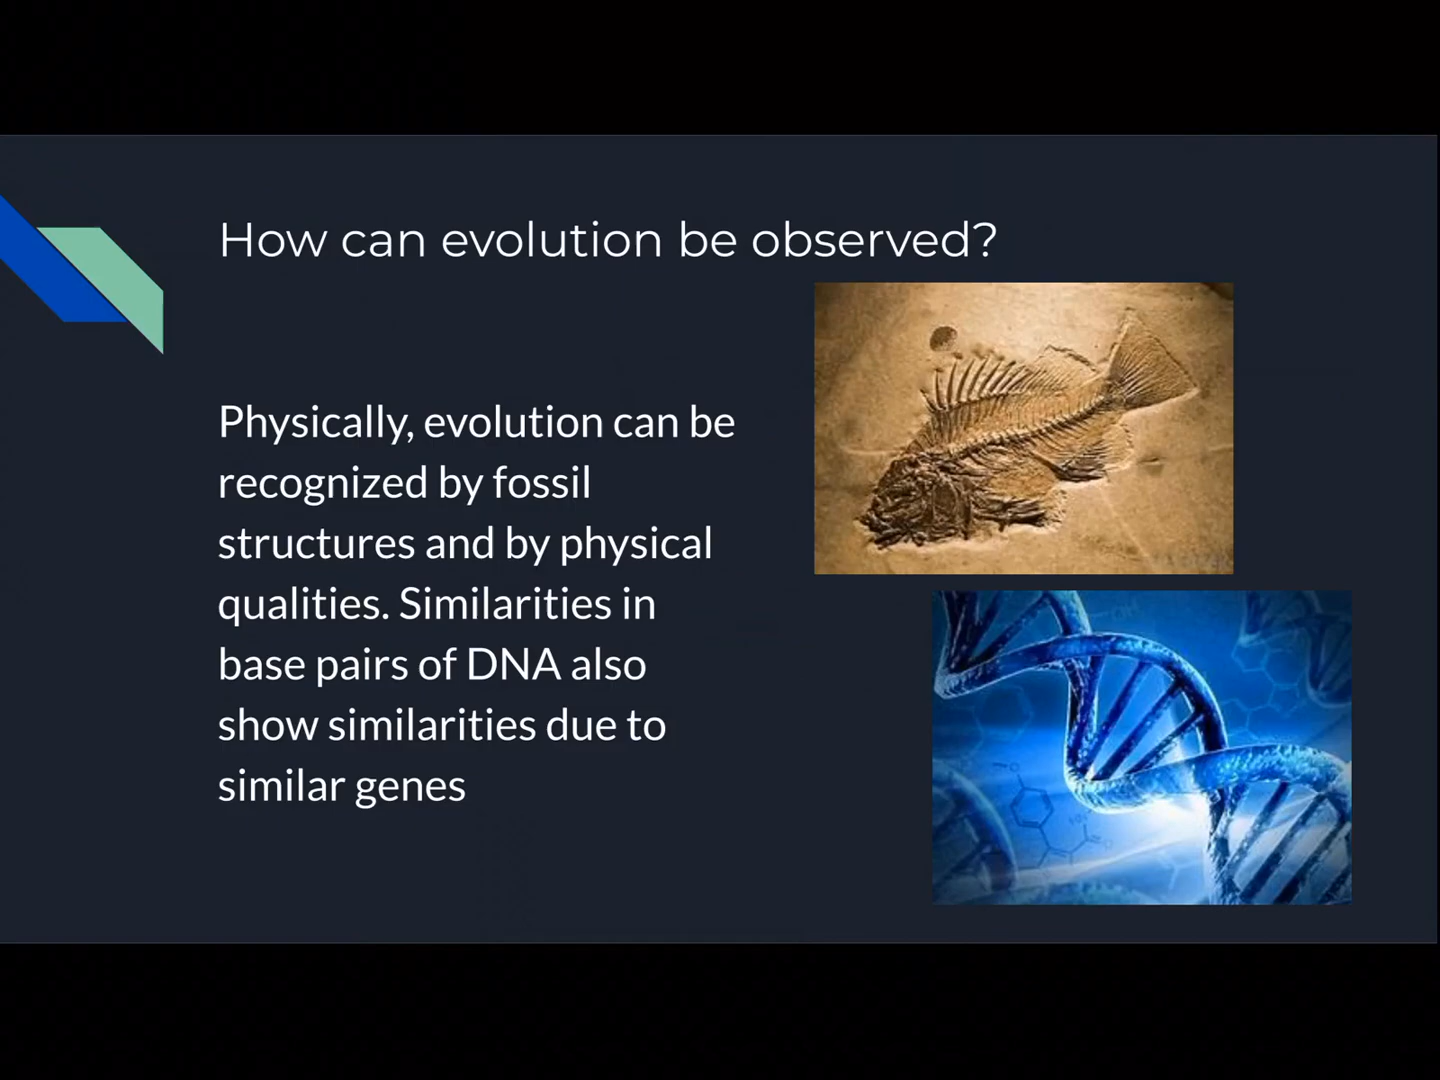 How can evolution be observed?
Physically, evolution can be
recognized by fossil
structures and by physical
qualities. Similarities in
base pairs of DNA also
show similarities due to
similar genes